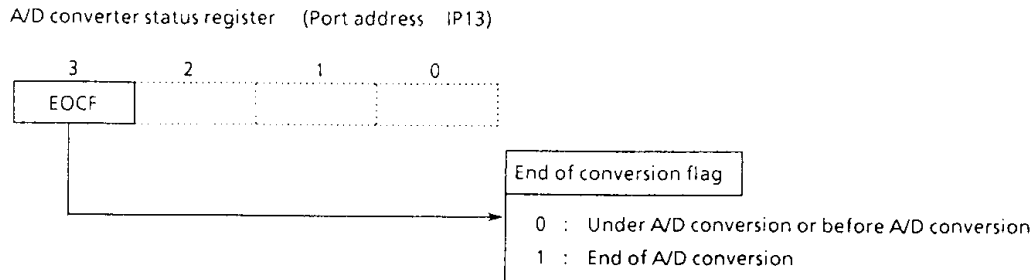 A/D converter status register (Port address IP13)
3 2 1 0
EOCF
End of conversion flag
0 : Under A/D conversion or before A/D conversion
1 : End of A/D conversion